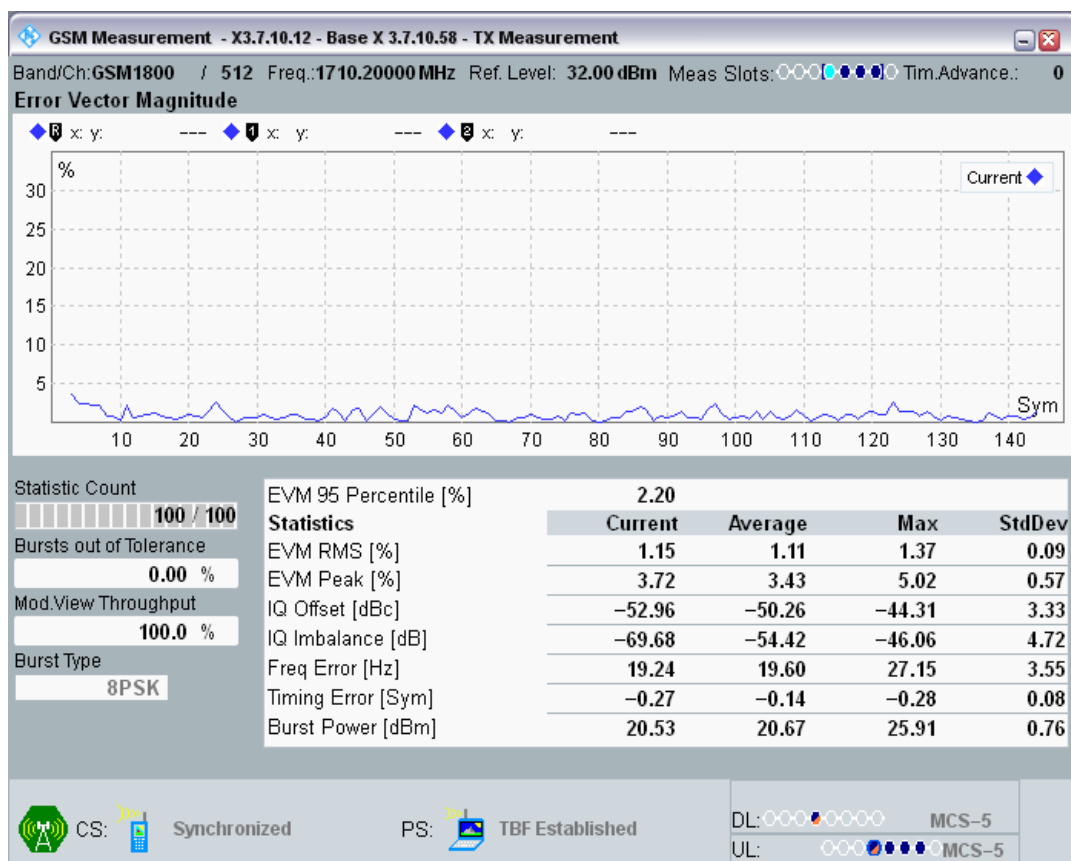 GSM Measurement - X3.7.10.12 - Base X 3.7.10.58 - TX Measurement
Band/Ch:GSM1800 / 512 Freq.:1710.20000MHz Ref. Level: 32.00 dBm Meas Slots: Tim.Advance.: 0
Error Vector Magnitude
R x: y: --- 1 x: y: --- 2 x: y: ---
%
Current
30
25
20
15
10
5
Sym
10 20 30 40 50 60 70 80 90 100 110 120 130 140
Statistic Count
100 / 100
Bursts out of Tolerance
0.00 %
Mod.View Throughput
100.0 %
Burst Type
8PSK
EVM 95 Percentile [%] 2.20
Statistics Current Average Max StdDev
EVM RMS [%] 1.15 1.11 1.37 0.09
EVM Peak [%] 3.72 3.43 5.02 0.57
IQ Offset [dBc] −52.96 −50.26 −44.31 3.33
IQ Imbalance [dB] −69.68 −54.42 −46.06 4.72
Freq Error [Hz] 19.24 19.60 27.15 3.55
Timing Error [Sym] −0.27 −0.14 −0.28 0.08
Burst Power [dBm] 20.53 20.67 25.91 0.76
CS: Synchronized PS: TBF Established
DL: MCS−5
UL: MCS−5